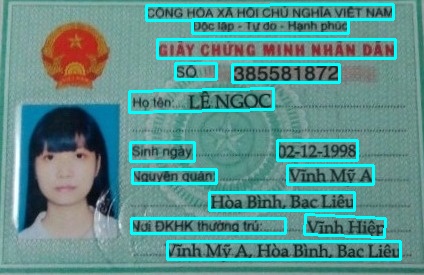 CỘNG HÒA XÃ HỘI CHỦ NGHĨA VIỆT NAM
Độc lập - Tự do - Hạnh phúc
GIẤY CHỨNG MINH NHÂN DÂN
SỐ 385581872
Họ tên: LÊ NGỌC
Sinh ngày 02-12-1998
Nguyên quán Vĩnh Mỹ A
Hòa Bình, Bạc Liêu
Nơi ĐKHK thường trú: Vĩnh Hiệp
Vĩnh Mỹ A, Hòa Bình, Bạc Liêu